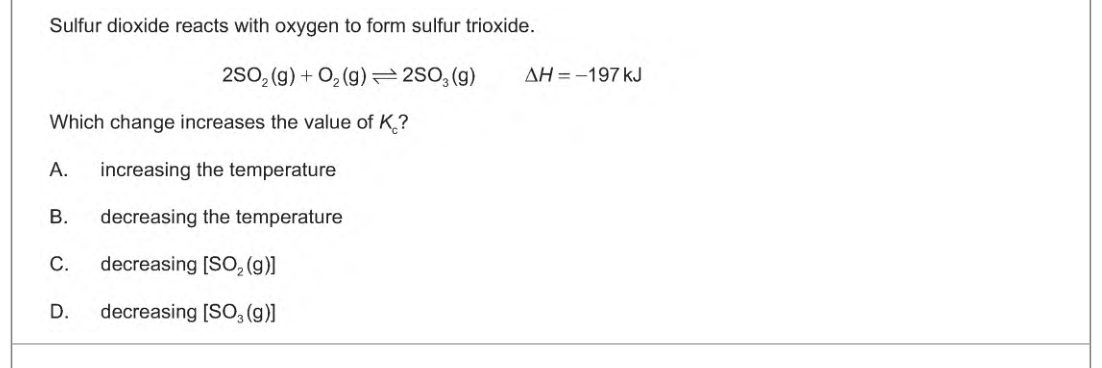 Sulfur dioxide reacts with oxygen to form sulfur trioxide.
2SO₂(g) + O₂(g) ⇌ 2SO₃(g) ΔH = −197 kJ
Which change increases the value of K꜀?
A. increasing the temperature
B. decreasing the temperature
C. decreasing [SO₂(g)]
D. decreasing [SO₃(g)]